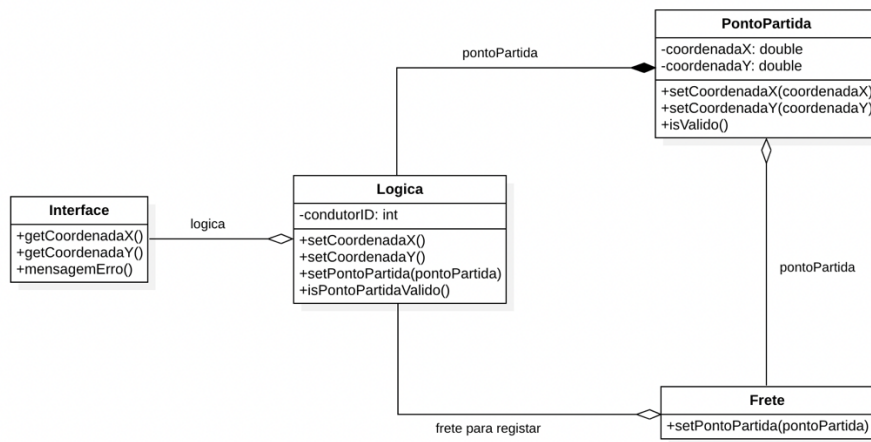 PontoPartida
-coordenadaX: double
-coordenadaY: double
+setCoordenadaX(coordenadaX)
+setCoordenadaY(coordenadaY)
+isValido()
pontoPartida
Logica
-condutorID: int
+setCoordenadaX()
+setCoordenadaY()
+setPontoPartida(pontoPartida)
+isPontoPartidaValido()
Interface
+getCoordenadaX()
+getCoordenadaY()
+mensagemErro()
logica
pontoPartida
Frete
+setPontoPartida(pontoPartida)
frete para registar